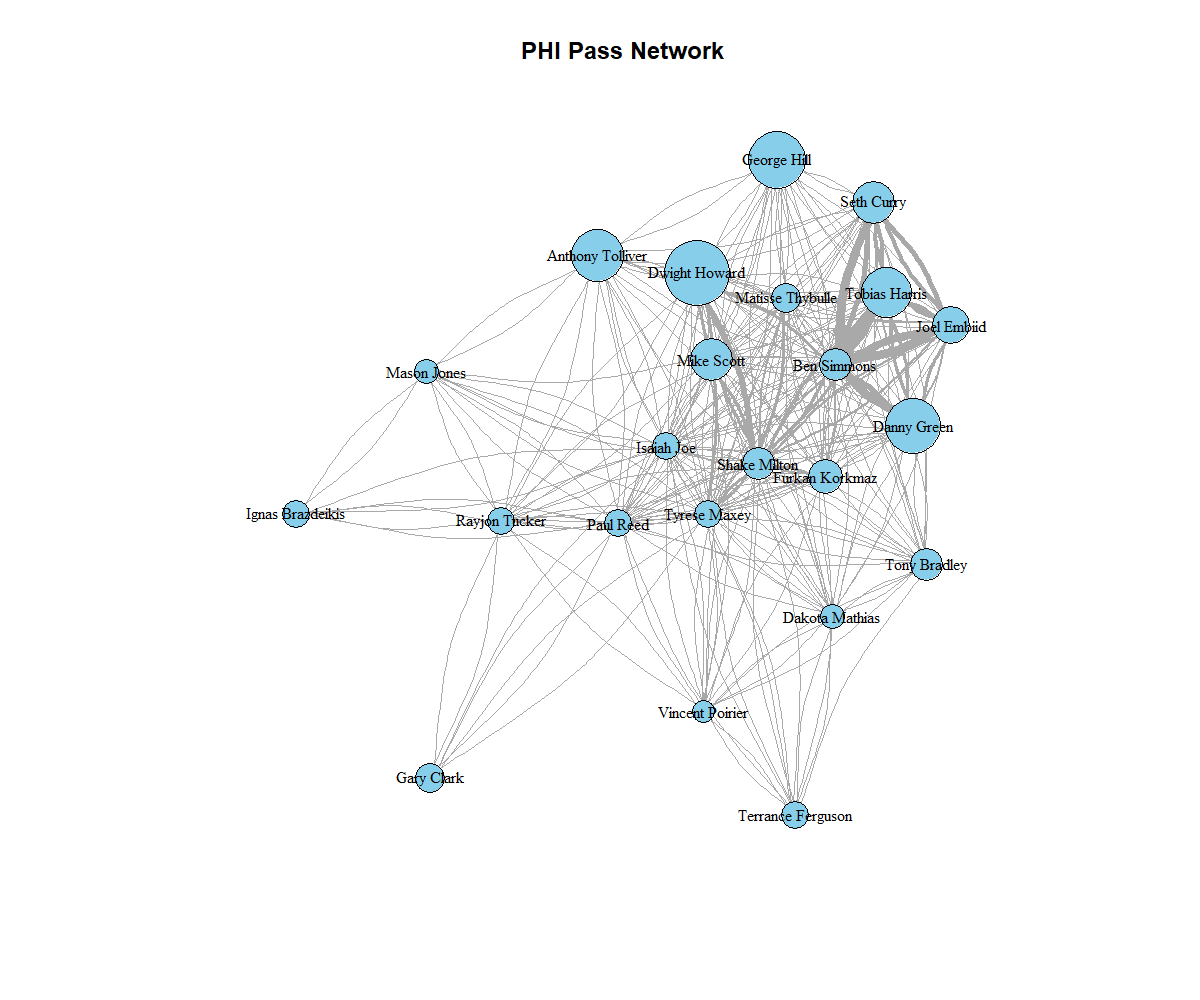 PHI Pass Network
George Hill
Seth Curry
Anthony Tolliver
Dwight Howard
Matisse Thybulle
Tobias Harris
Joel Embiid
Mike Scott
Ben Simmons
Mason Jones
Danny Green
Isaiah Joe
Shake Milton
Furkan Korkmaz
Ignas Brazdeikis
Rayjon Tucker
Paul Reed
Tyrese Maxey
Tony Bradley
Dakota Mathias
Vincent Poirier
Gary Clark
Terrance Ferguson